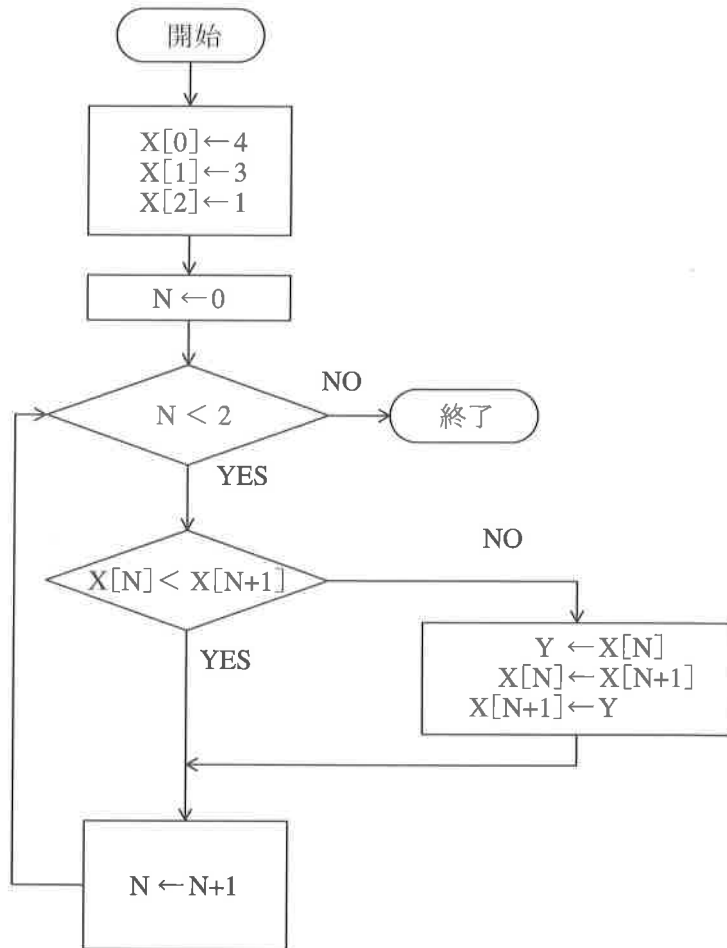 開始
X[0]←4
X[1]←3
X[2]←1
N←0
N < 2
NO
終了
YES
X[N] < X[N+1]
NO
YES
Y ←X[N]
X[N]←X[N+1]
X[N+1]←Y
N←N+1